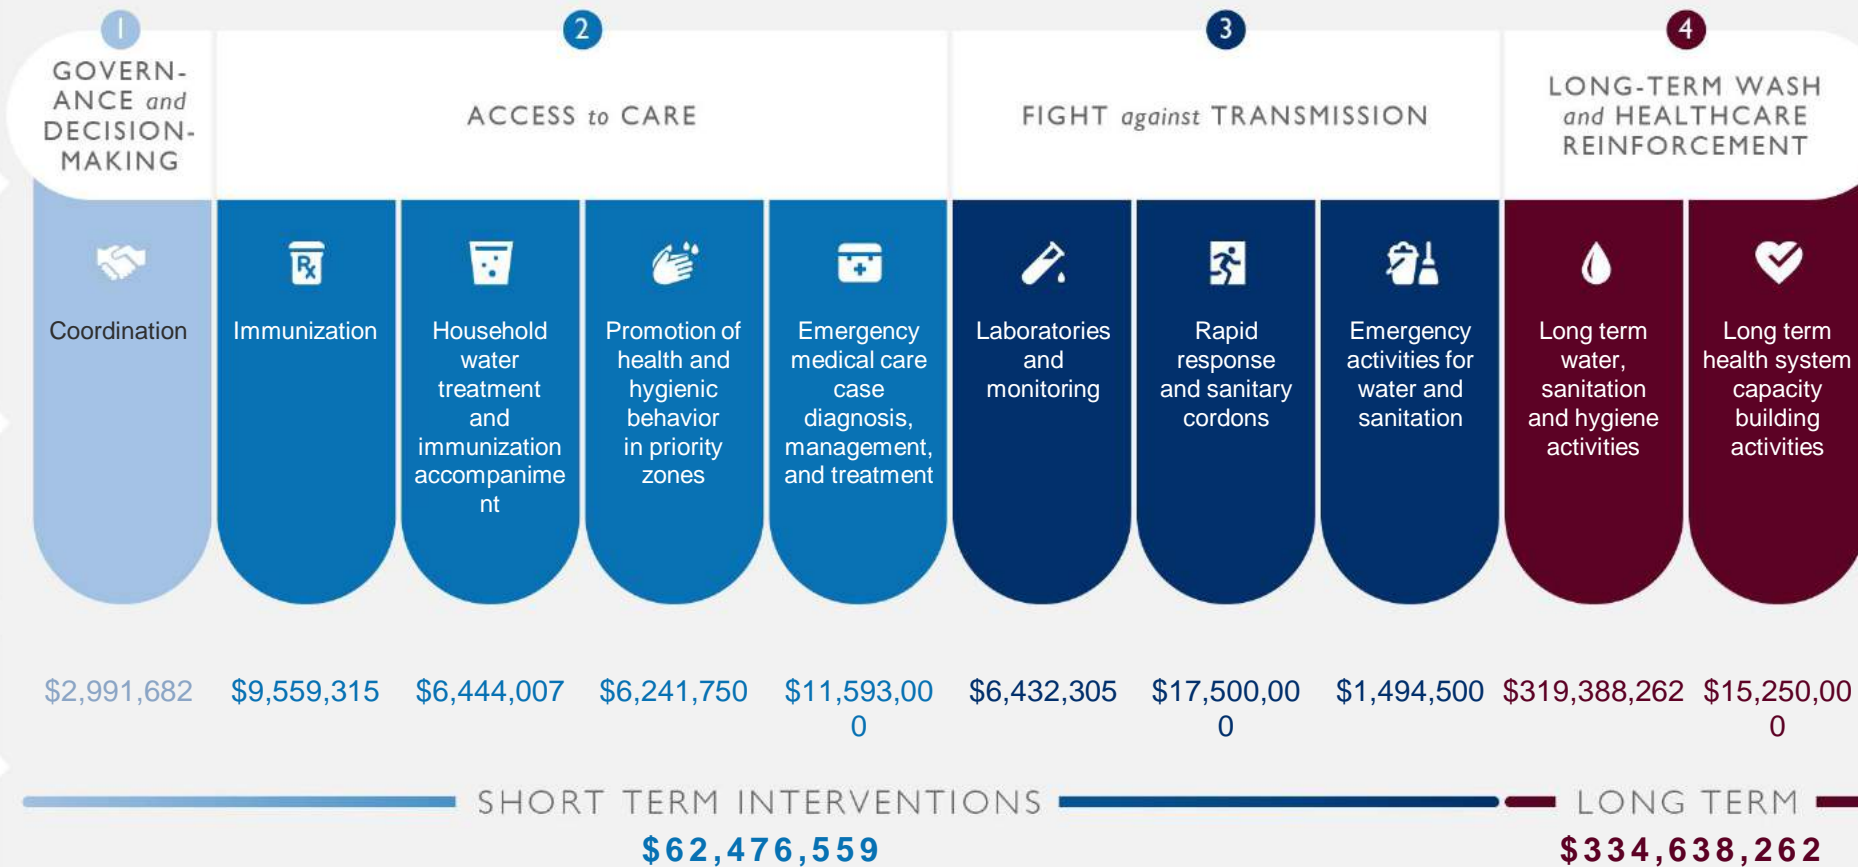 1
GOVERN-
ANCE and
DECISION-
MAKING
2
ACCESS to CARE
3
FIGHT against TRANSMISSION
4
LONG-TERM WASH
and HEALTHCARE
REINFORCEMENT
Coordination
Rx
Immunization
Household
water
treatment
and
immunization
accompanime
nt
Promotion of
health and
hygienic
behavior
in priority
zones
Emergency
medical care
case
diagnosis,
management,
and treatment
Laboratories
and
monitoring
Rapid
response
and sanitary
cordons
Emergency
activities for
water and
sanitation
Long term
water,
sanitation
and hygiene
activities
Long term
health system
capacity
building
activities
$2,991,682
$9,559,315
$6,444,007
$6,241,750
$11,593,00
0
$6,432,305
$17,500,00
0
$1,494,500
$319,388,262
$15,250,00
0
SHORT TERM INTERVENTIONS
$62,476,559
LONG TERM
$334,638,262